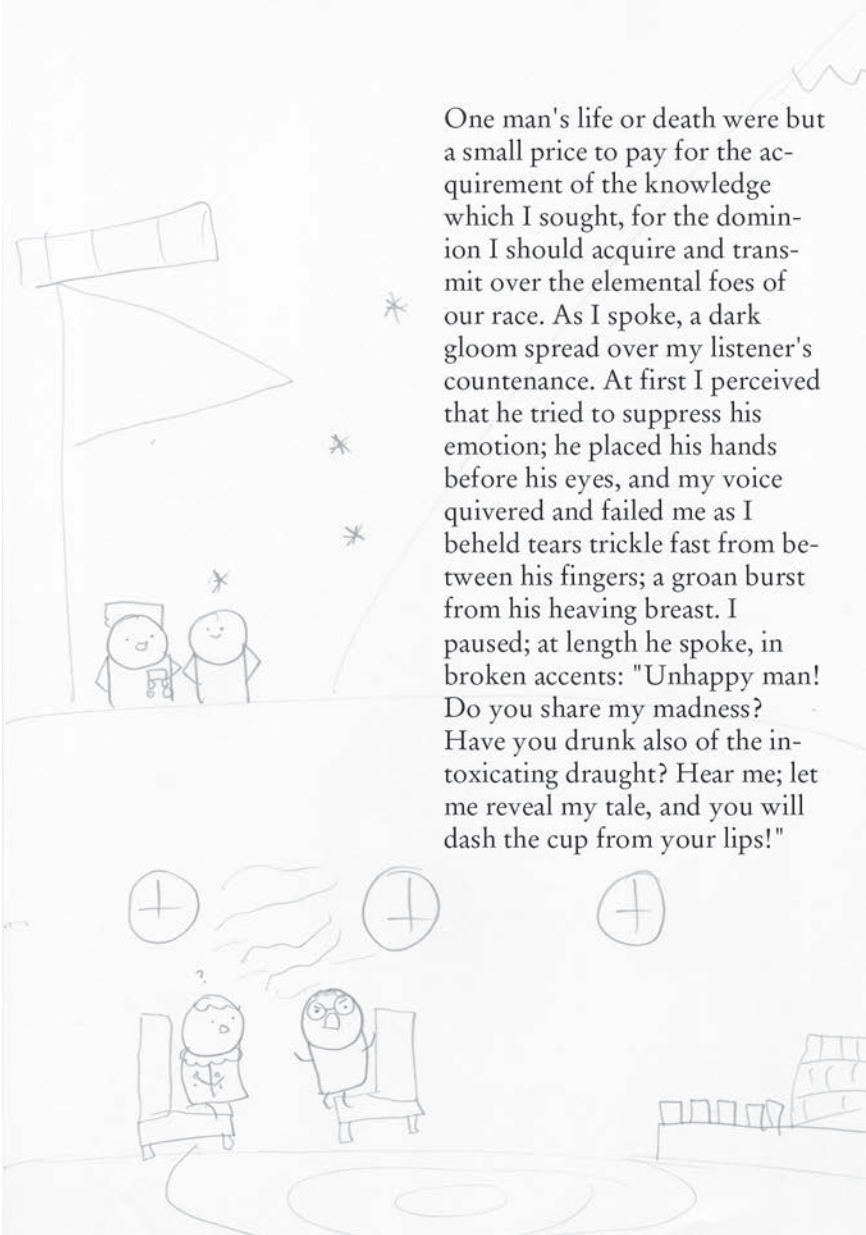 One man's life or death were but
a small price to pay for the ac-
quirement of the knowledge
which I sought, for the domin-
ion I should acquire and trans-
mit over the elemental foes of
our race. As I spoke, a dark
gloom spread over my listener's
countenance. At first I perceived
that he tried to suppress his
emotion; he placed his hands
before his eyes, and my voice
quivered and failed me as I
beheld tears trickle fast from be-
tween his fingers; a groan burst
from his heaving breast. I
paused; at length he spoke, in
broken accents: "Unhappy man!
Do you share my madness?
Have you drunk also of the in-
toxicating draught? Hear me; let
me reveal my tale, and you will
dash the cup from your lips!"
?